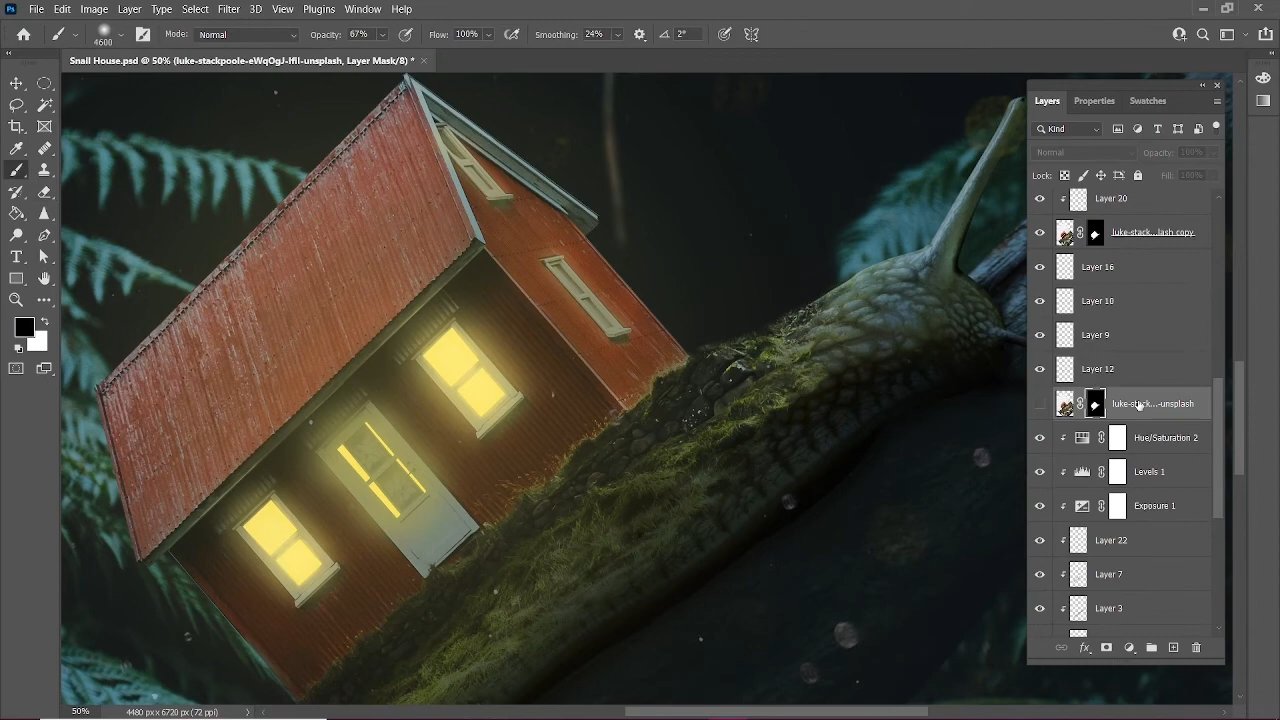 Ps File Edit Image Layer Type Select Filter 3D View Plugins Window Help
4600 Mode: Normal Opacity: 67% Flow: 100% Smoothing: 24% 2°
Snail House.psd @ 50% (luke-stackpoole-eWqOgJ-lfiI-unsplash, Layer Mask/8) *
Layers Properties Swatches
Kind
Normal Opacity: 100%
Lock: Fill: 100%
Layer 20
luke-stack...lash copy
Layer 16
Layer 10
Layer 9
Layer 12
luke-stack...-unsplash
Hue/Saturation 2
Levels 1
Exposure 1
Layer 22
Layer 7
Layer 3
fx
50% 4480 px x 6720 px (72 ppi)